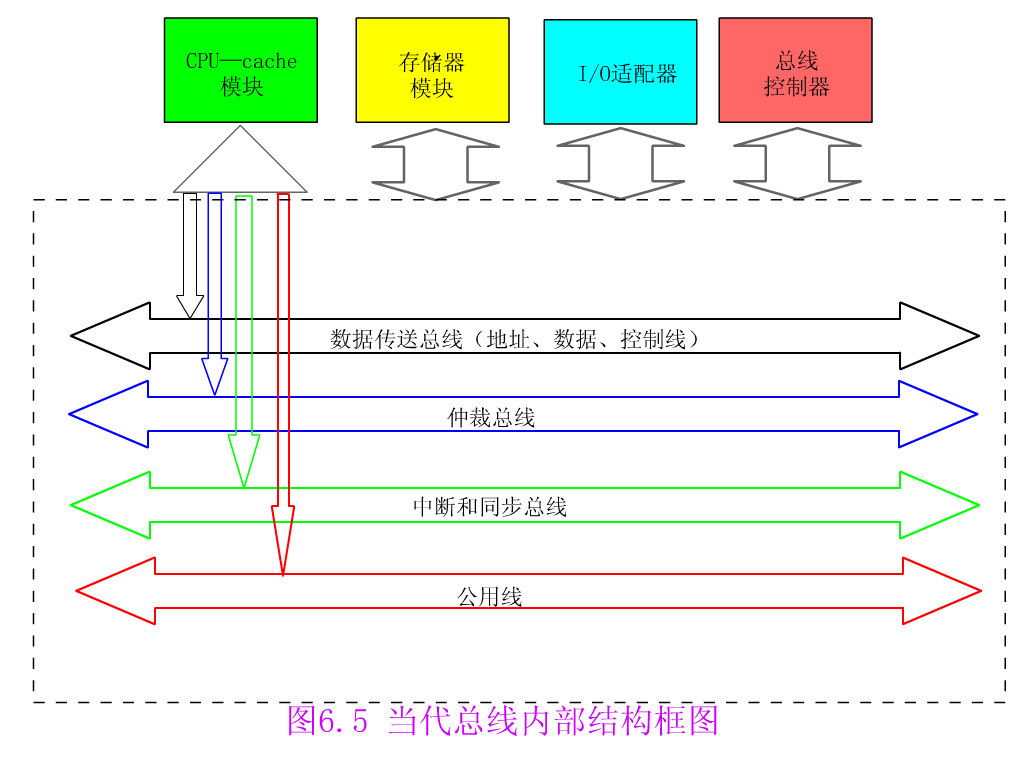 CPU—cache
模块
存储器
模块
I/O适配器
总线
控制器
数据传送总线（地址、数据、控制线）
仲裁总线
中断和同步总线
公用线
图6.5 当代总线内部结构框图